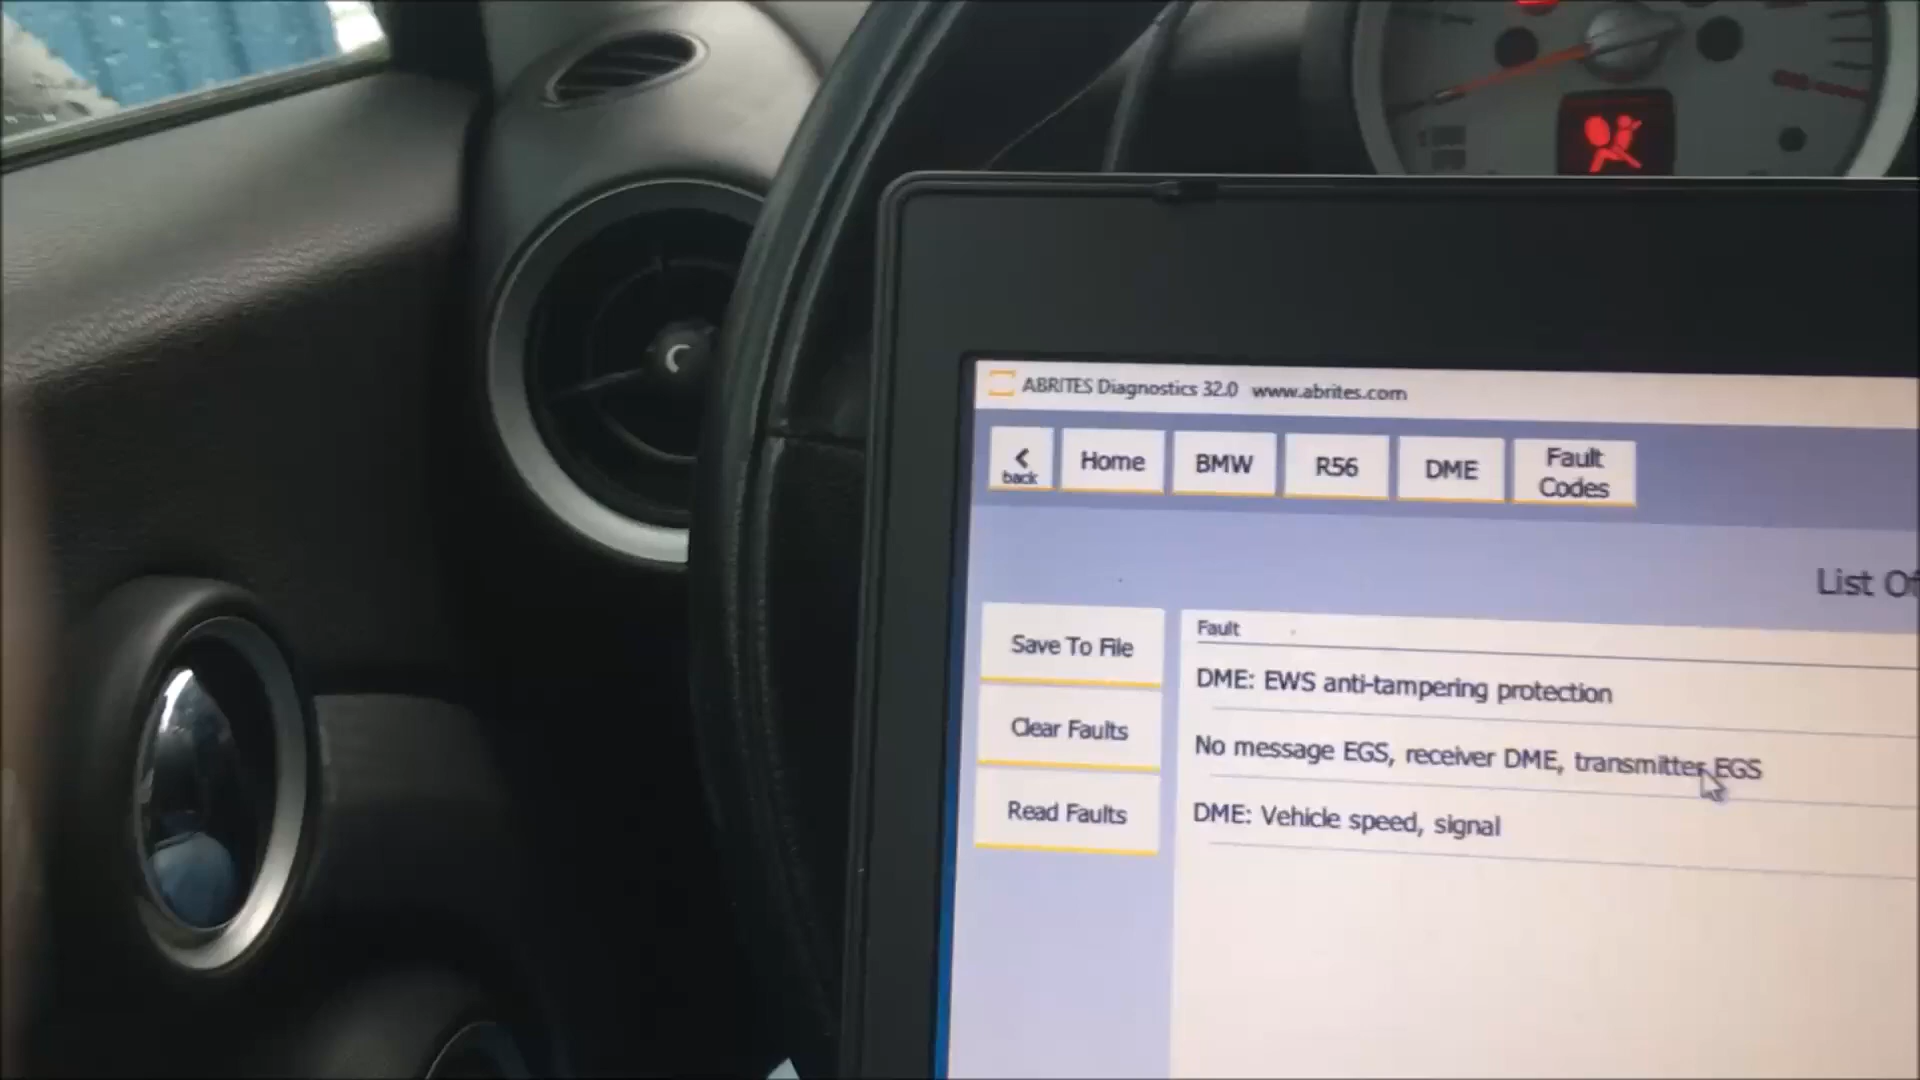 ABRITES Diagnostics 32.0 www.abrites.com
back
Home
BMW
R56
DME
Fault
Codes
List Of
Save To File
Clear Faults
Read Faults
Fault
DME: EWS anti-tampering protection
No message EGS, receiver DME, transmitter EGS
DME: Vehicle speed, signal